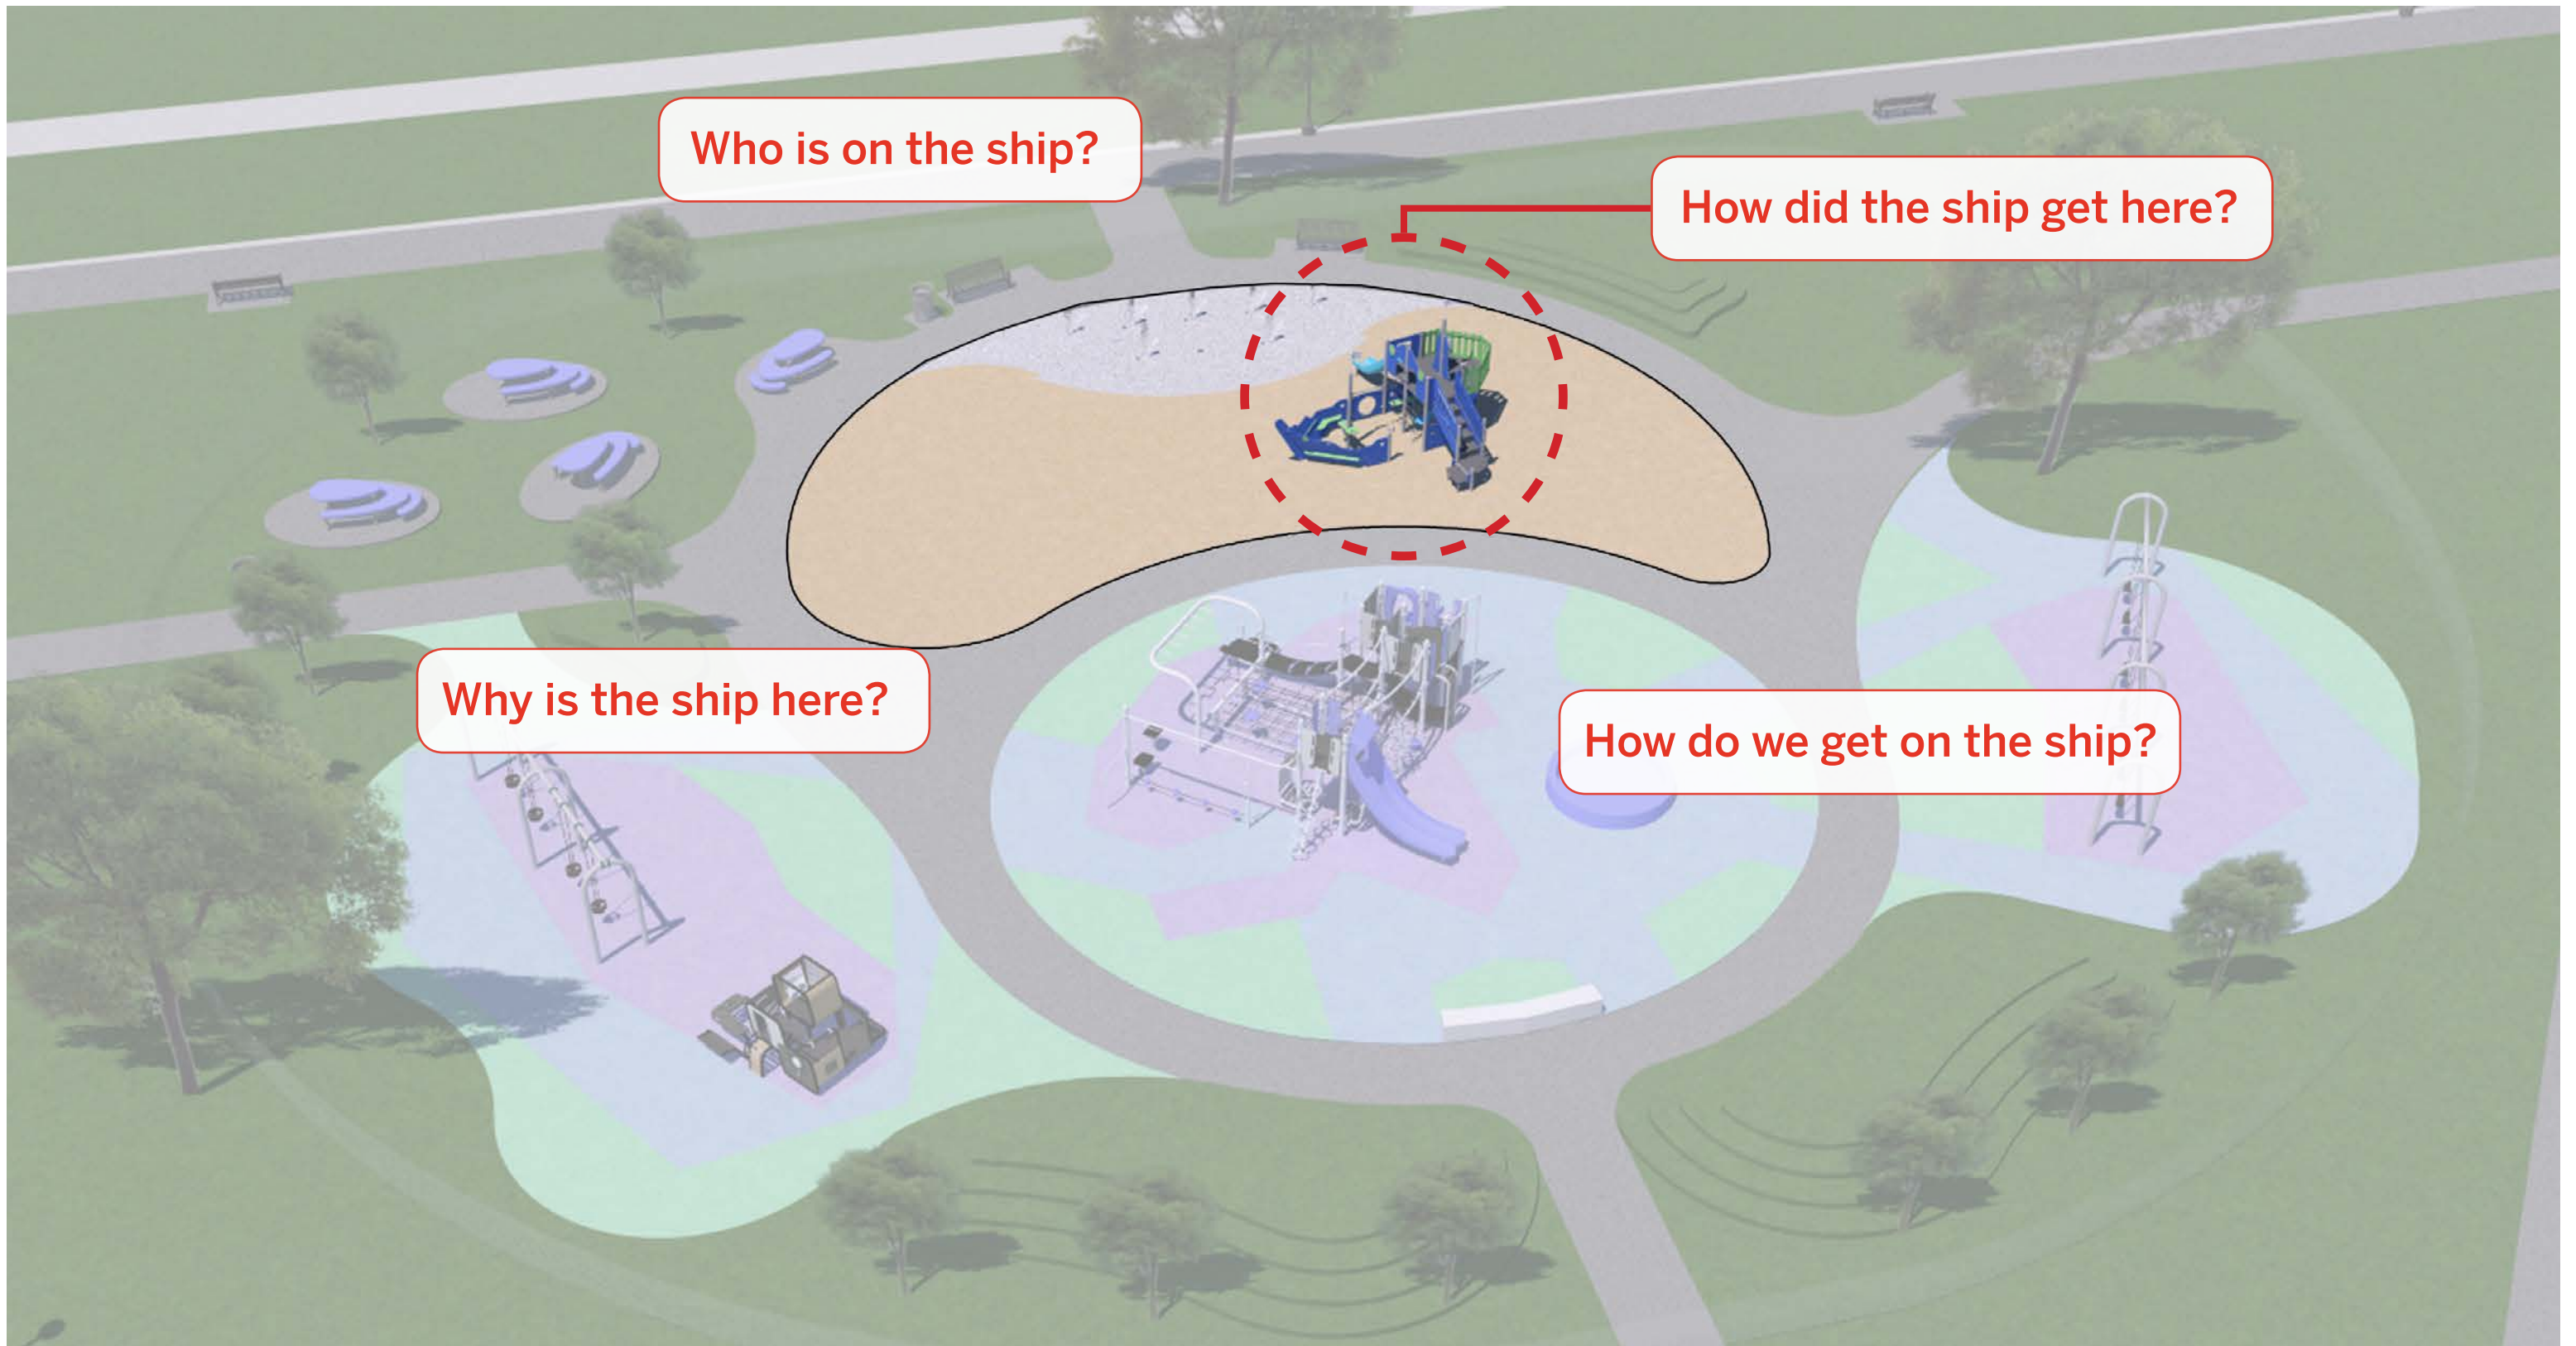 Who is on the ship?
How did the ship get here?
Why is the ship here?
How do we get on the ship?